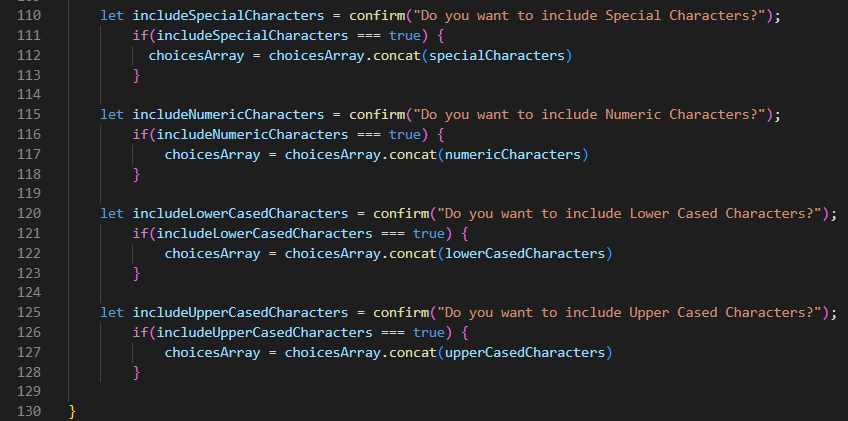 110 let includeSpecialCharacters = confirm("Do you want to include Special Characters?");
111 if(includeSpecialCharacters === true) {
112 choicesArray = choicesArray.concat(specialCharacters)
113 }
114
115 let includeNumericCharacters = confirm("Do you want to include Numeric Characters?");
116 if(includeNumericCharacters === true) {
117 choicesArray = choicesArray.concat(numericCharacters)
118 }
119
120 let includeLowerCasedCharacters = confirm("Do you want to include Lower Cased Characters?");
121 if(includeLowerCasedCharacters === true) {
122 choicesArray = choicesArray.concat(lowerCasedCharacters)
123 }
124
125 let includeUpperCasedCharacters = confirm("Do you want to include Upper Cased Characters?");
126 if(includeUpperCasedCharacters === true) {
127 choicesArray = choicesArray.concat(upperCasedCharacters)
128 }
129
130 }